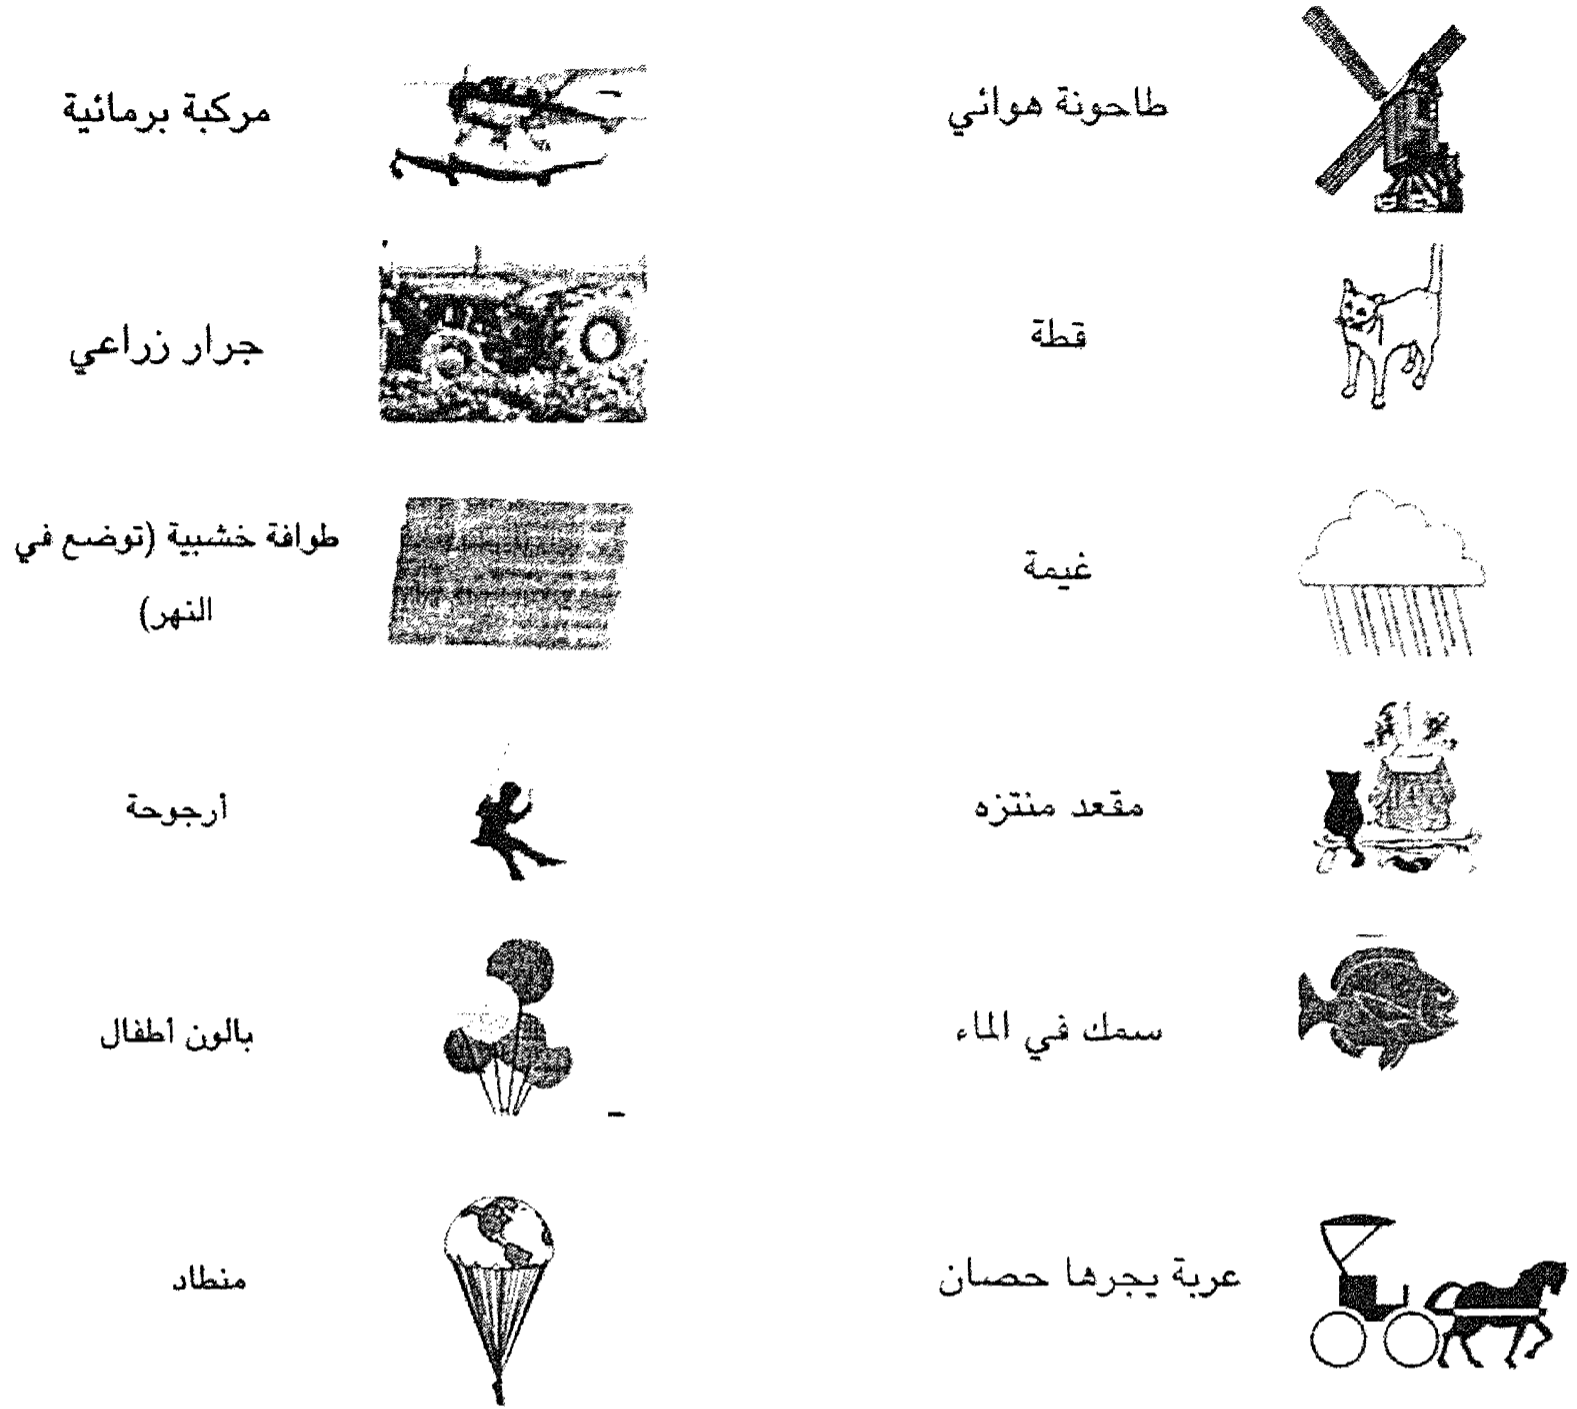 طاحونة هوائي
مركبة برمائية
قطة
جرار زراعي
غيمة
طوافة خشبية (توضع في
النهر)
مقعد منتزه
أرجوحة
سمك في الماء
بالون أطفال
عربة يجرها حصان
منطاد